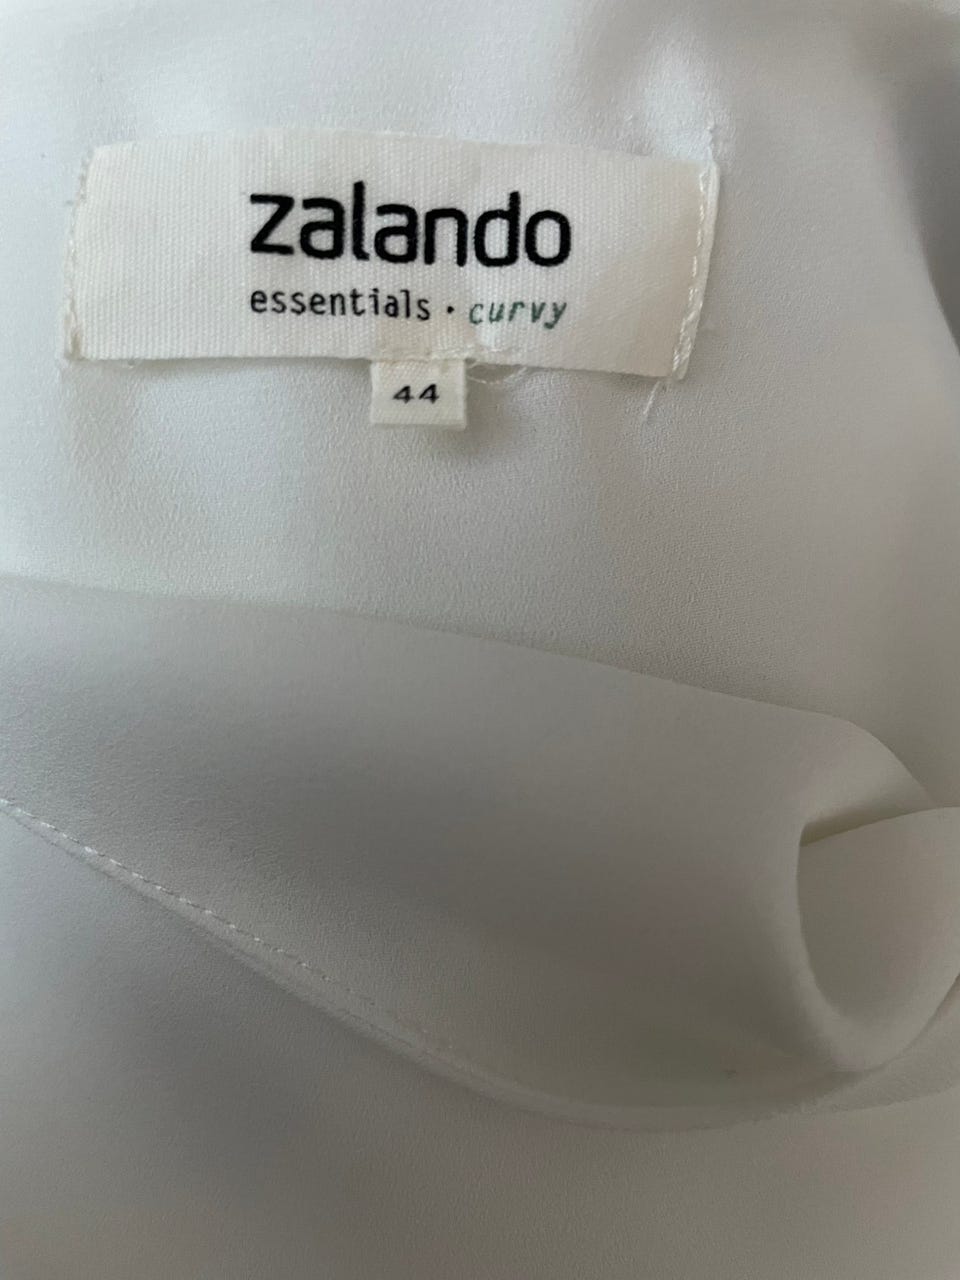 zalando
essentials · curvy
44